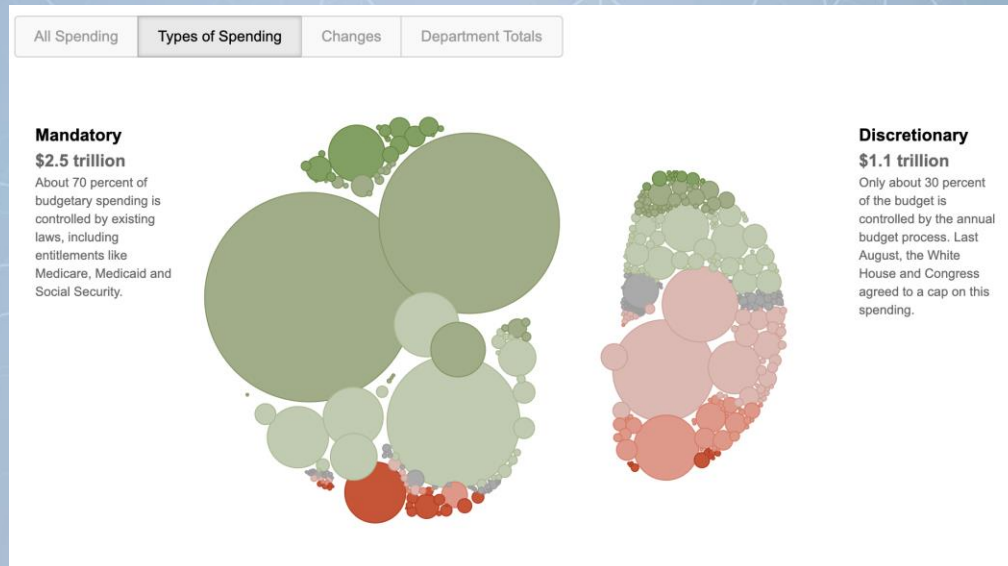 All Spending
Types of Spending
Changes
Department Totals
Mandatory
$2.5 trillion
About 70 percent of
budgetary spending is
controlled by existing
laws, including
entitlements like
Medicare, Medicaid and
Social Security.
Discretionary
$1.1 trillion
Only about 30 percent
of the budget is
controlled by the annual
budget process. Last
August, the White
House and Congress
agreed to a cap on this
spending.